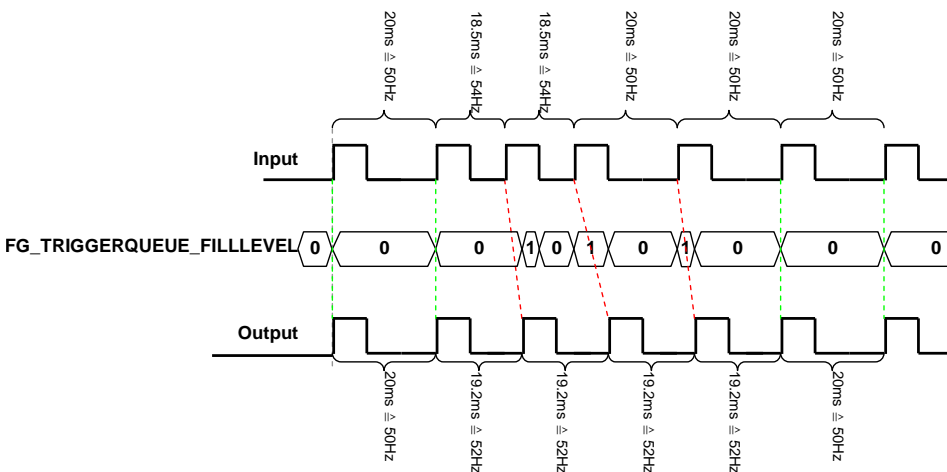 20ms ≙ 50Hz
18.5ms ≙ 54Hz
18.5ms ≙ 54Hz
20ms ≙ 50Hz
20ms ≙ 50Hz
20ms ≙ 50Hz
Input
FG_TRIGGERQUEUE_FILLLEVEL 0 0 0 1 0 1 0 1 0 0 0
Output
20ms ≙ 50Hz
19.2ms ≙ 52Hz
19.2ms ≙ 52Hz
19.2ms ≙ 52Hz
19.2ms ≙ 52Hz
20ms ≙ 50Hz